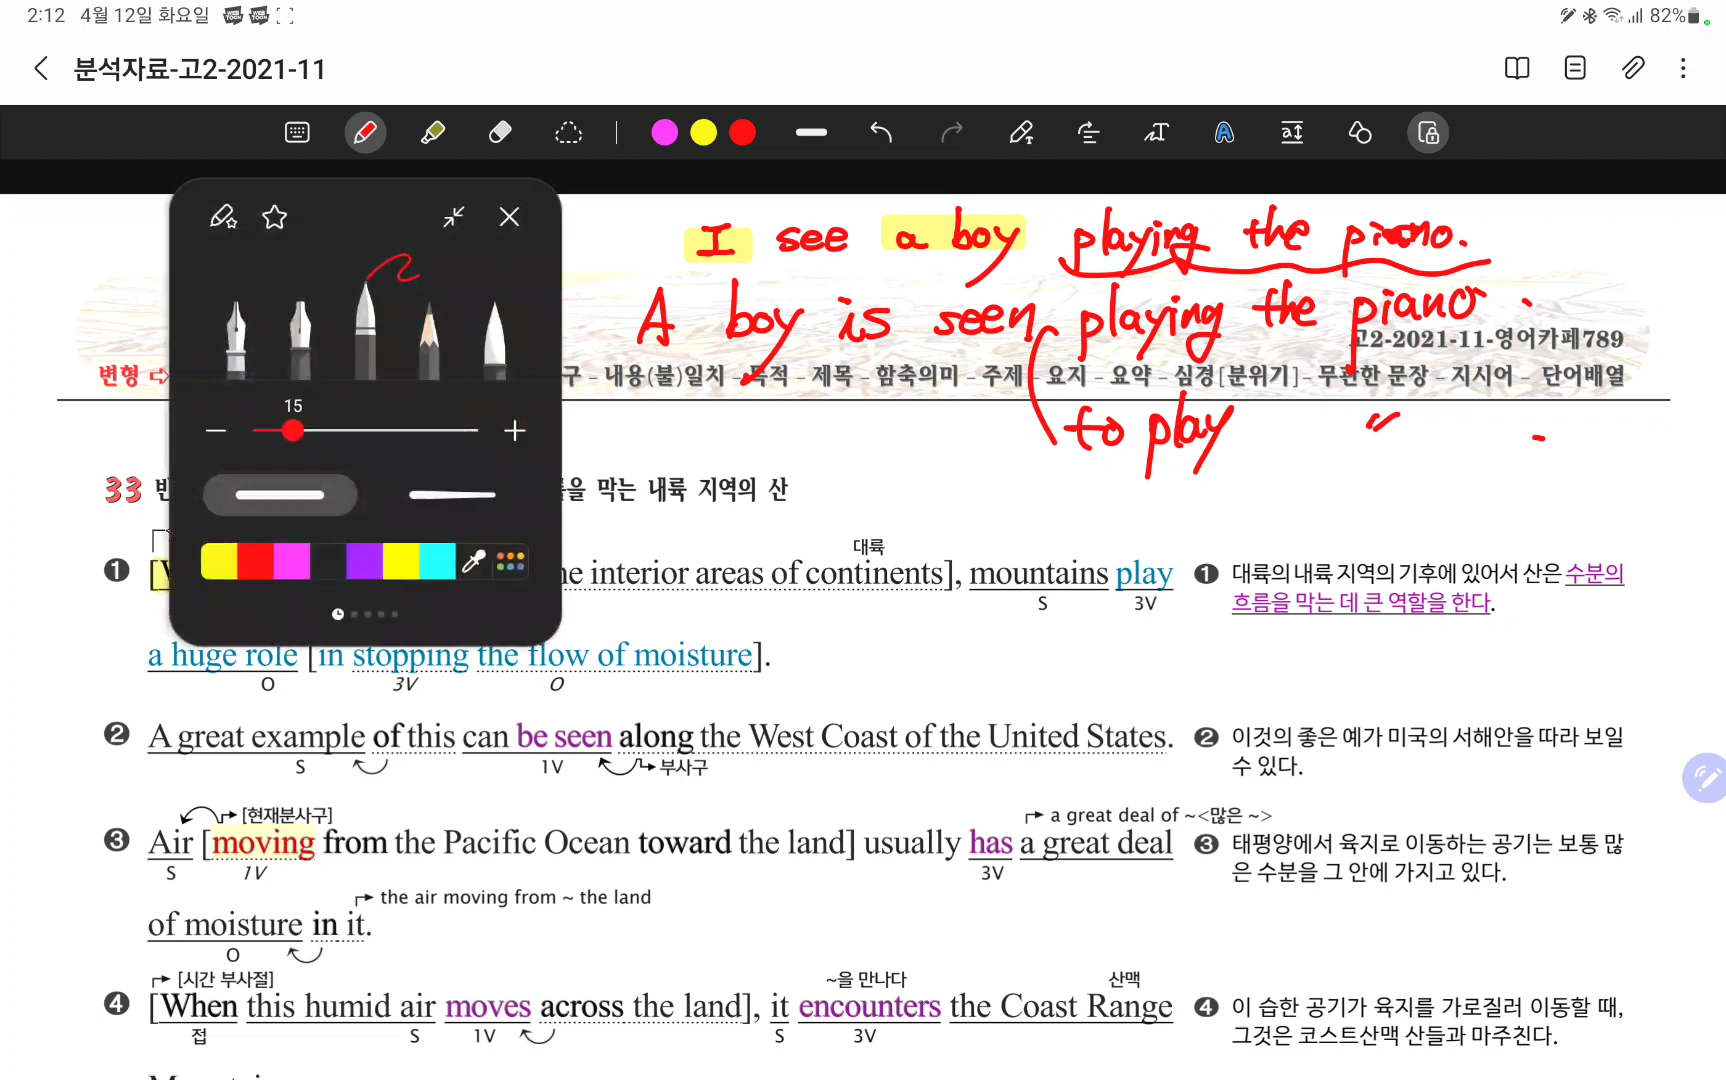 2:12 4월 12일 화요일 WEB TOON WEB TOON 82%
분석자료-고2-2021-11
I see a boy playing the piano.
A boy is seen playing the piano.
고2-2021-11-영어카페789
변형 ⇨ 구 - 내용(불)일치 - 목적 - 제목 - 함축의미 - 주제 - 요지 - 요약 - 심경[분위기] - 무관한 문장 - 지시어 - 단어배열
to play 〃 .
15
33 을 막는 내륙 지역의 산
대륙
❶ [ he interior areas of continents], mountains play
S 3V
❶ 대륙의 내륙 지역의 기후에 있어서 산은 수분의
흐름을 막는 데 큰 역할을 한다.
a huge role [in stopping the flow of moisture].
O 3V O
❷ A great example of this can be seen along the West Coast of the United States.
S 1V 부사구
❷ 이것의 좋은 예가 미국의 서해안을 따라 보일
수 있다.
[현재분사구] a great deal of ~<많은 ~>
❸ Air [moving from the Pacific Ocean toward the land] usually has a great deal
S 1V 3V
❸ 태평양에서 육지로 이동하는 공기는 보통 많
은 수분을 그 안에 가지고 있다.
the air moving from ~ the land
of moisture in it.
O
[시간 부사절] ~을 만나다 산맥
❹ [When this humid air moves across the land], it encounters the Coast Range
접 S 1V S 3V
❹ 이 습한 공기가 육지를 가로질러 이동할 때,
그것은 코스트산맥 산들과 마주친다.